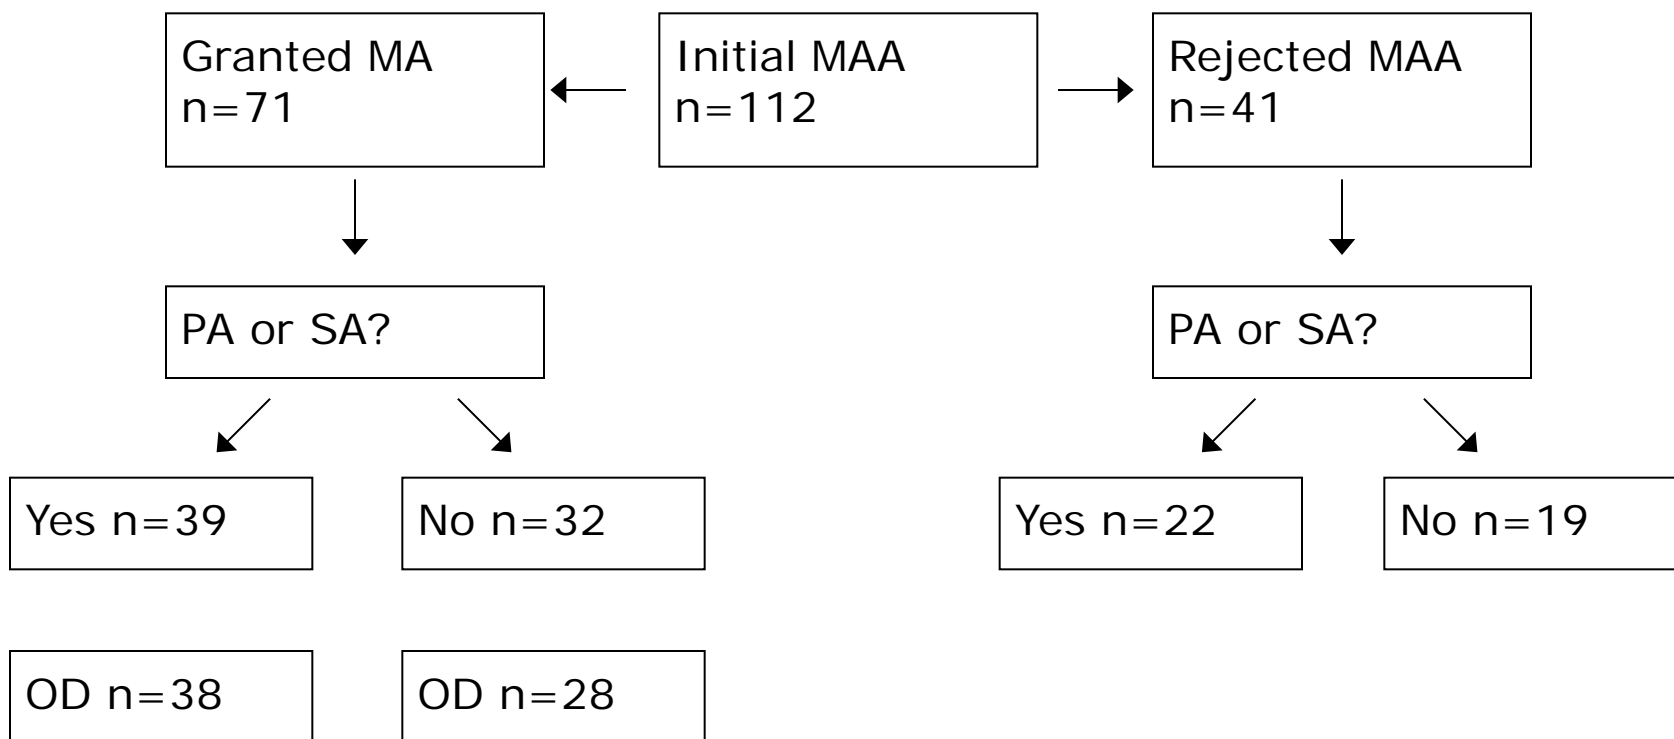 Granted MA
n=71
Initial MAA
n=112
Rejected MAA
n=41
PA or SA?
PA or SA?
Yes n=39
No n=32
Yes n=22
No n=19
OD n=38
OD n=28